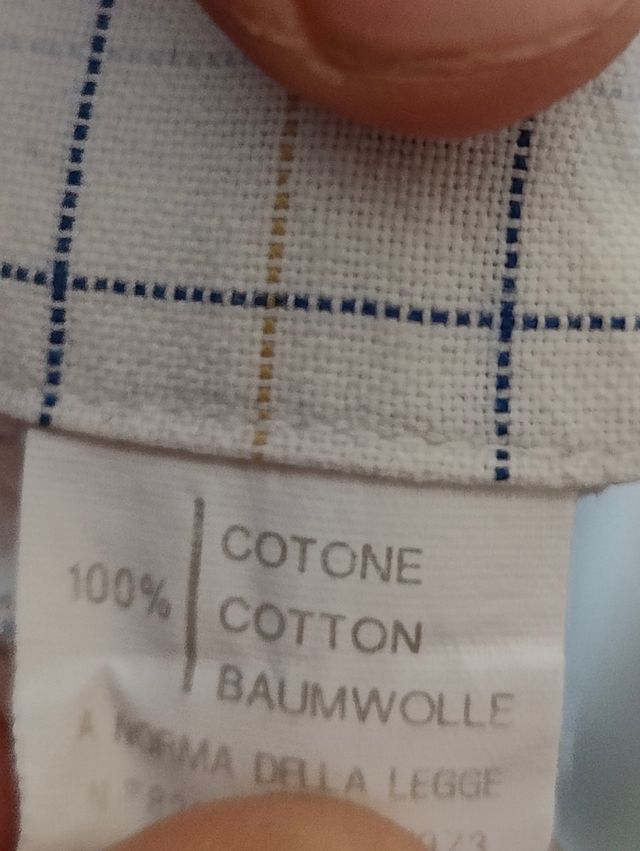 100%
COTONE
COTTON
BAUMWOLLE
A NORMA DELLA LEGGE